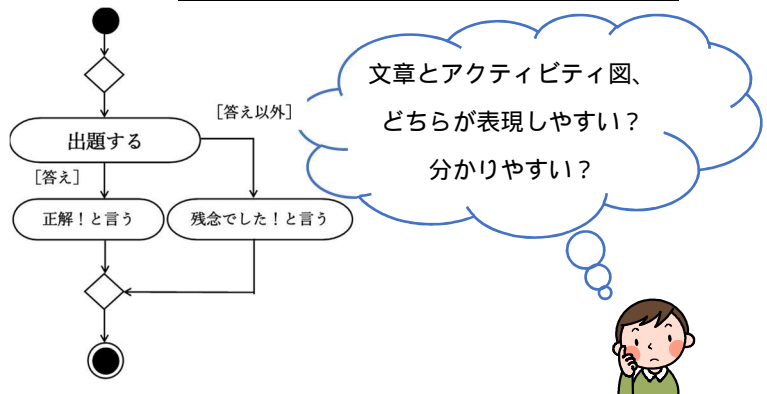 [答え以外]
出題する
[答え]
正解！と言う
残念でした！と言う
文章とアクティビティ図、
どちらが表現しやすい？
分かりやすい？